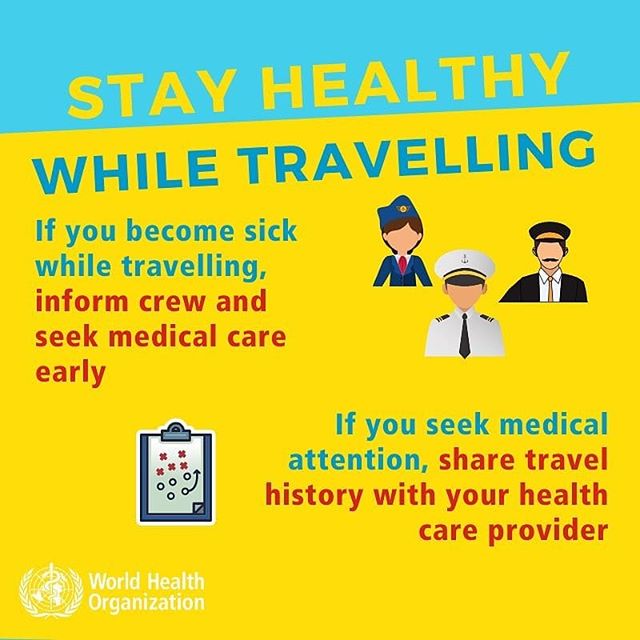 STAY HEALTHY
WHILE TRAVELLING
If you become sick
while travelling,
inform crew and
seek medical care
early
If you seek medical
attention, share travel
history with your health
care provider
World Health
Organization